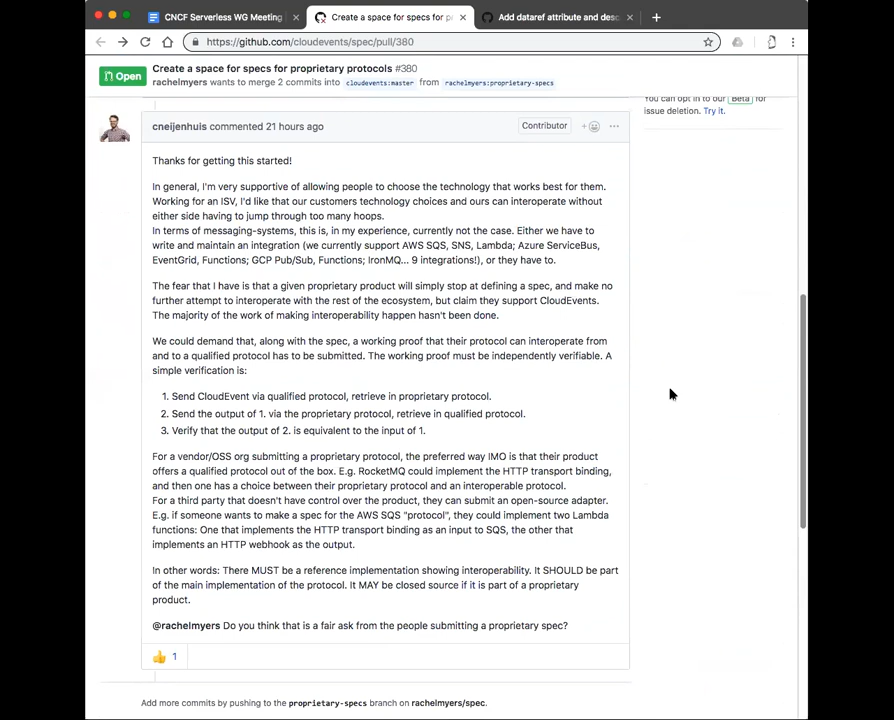 CNCF Serverless WG Meeting
Create a space for specs for p
Add dataref attribute and des
https://github.com/cloudevents/spec/pull/380
Open
Create a space for specs for proprietary protocols #380
rachelmyers wants to merge 2 commits into cloudevents:master from rachelmyers:proprietary-specs
You can opt in to our Beta for
issue deletion. Try it.
cneijenhuis commented 21 hours ago
Contributor
Thanks for getting this started!
In general, I'm very supportive of allowing people to choose the technology that works best for them.
Working for an ISV, I'd like that our customers technology choices and ours can interoperate without
either side having to jump through too many hoops.
In terms of messaging-systems, this is, in my experience, currently not the case. Either we have to
write and maintain an integration (we currently support AWS SQS, SNS, Lambda; Azure ServiceBus,
EventGrid, Functions; GCP Pub/Sub, Functions; IronMQ... 9 integrations!), or they have to.
The fear that I have is that a given proprietary product will simply stop at defining a spec, and make no
further attempt to interoperate with the rest of the ecosystem, but claim they support CloudEvents.
The majority of the work of making interoperability happen hasn't been done.
We could demand that, along with the spec, a working proof that their protocol can interoperate from
and to a qualified protocol has to be submitted. The working proof must be independently verifiable. A
simple verification is:
1. Send CloudEvent via qualified protocol, retrieve in proprietary protocol.
2. Send the output of 1. via the proprietary protocol, retrieve in qualified protocol.
3. Verify that the output of 2. is equivalent to the input of 1.
For a vendor/OSS org submitting a proprietary protocol, the preferred way IMO is that their product
offers a qualified protocol out of the box. E.g. RocketMQ could implement the HTTP transport binding,
and then one has a choice between their proprietary protocol and an interoperable protocol.
For a third party that doesn't have control over the product, they can submit an open-source adapter.
E.g. if someone wants to make a spec for the AWS SQS "protocol", they could implement two Lambda
functions: One that implements the HTTP transport binding as an input to SQS, the other that
implements an HTTP webhook as the output.
In other words: There MUST be a reference implementation showing interoperability. It SHOULD be part
of the main implementation of the protocol. It MAY be closed source if it is part of a proprietary
product.
@rachelmyers Do you think that is a fair ask from the people submitting a proprietary spec?
1
Add more commits by pushing to the proprietary-specs branch on rachelmyers/spec.